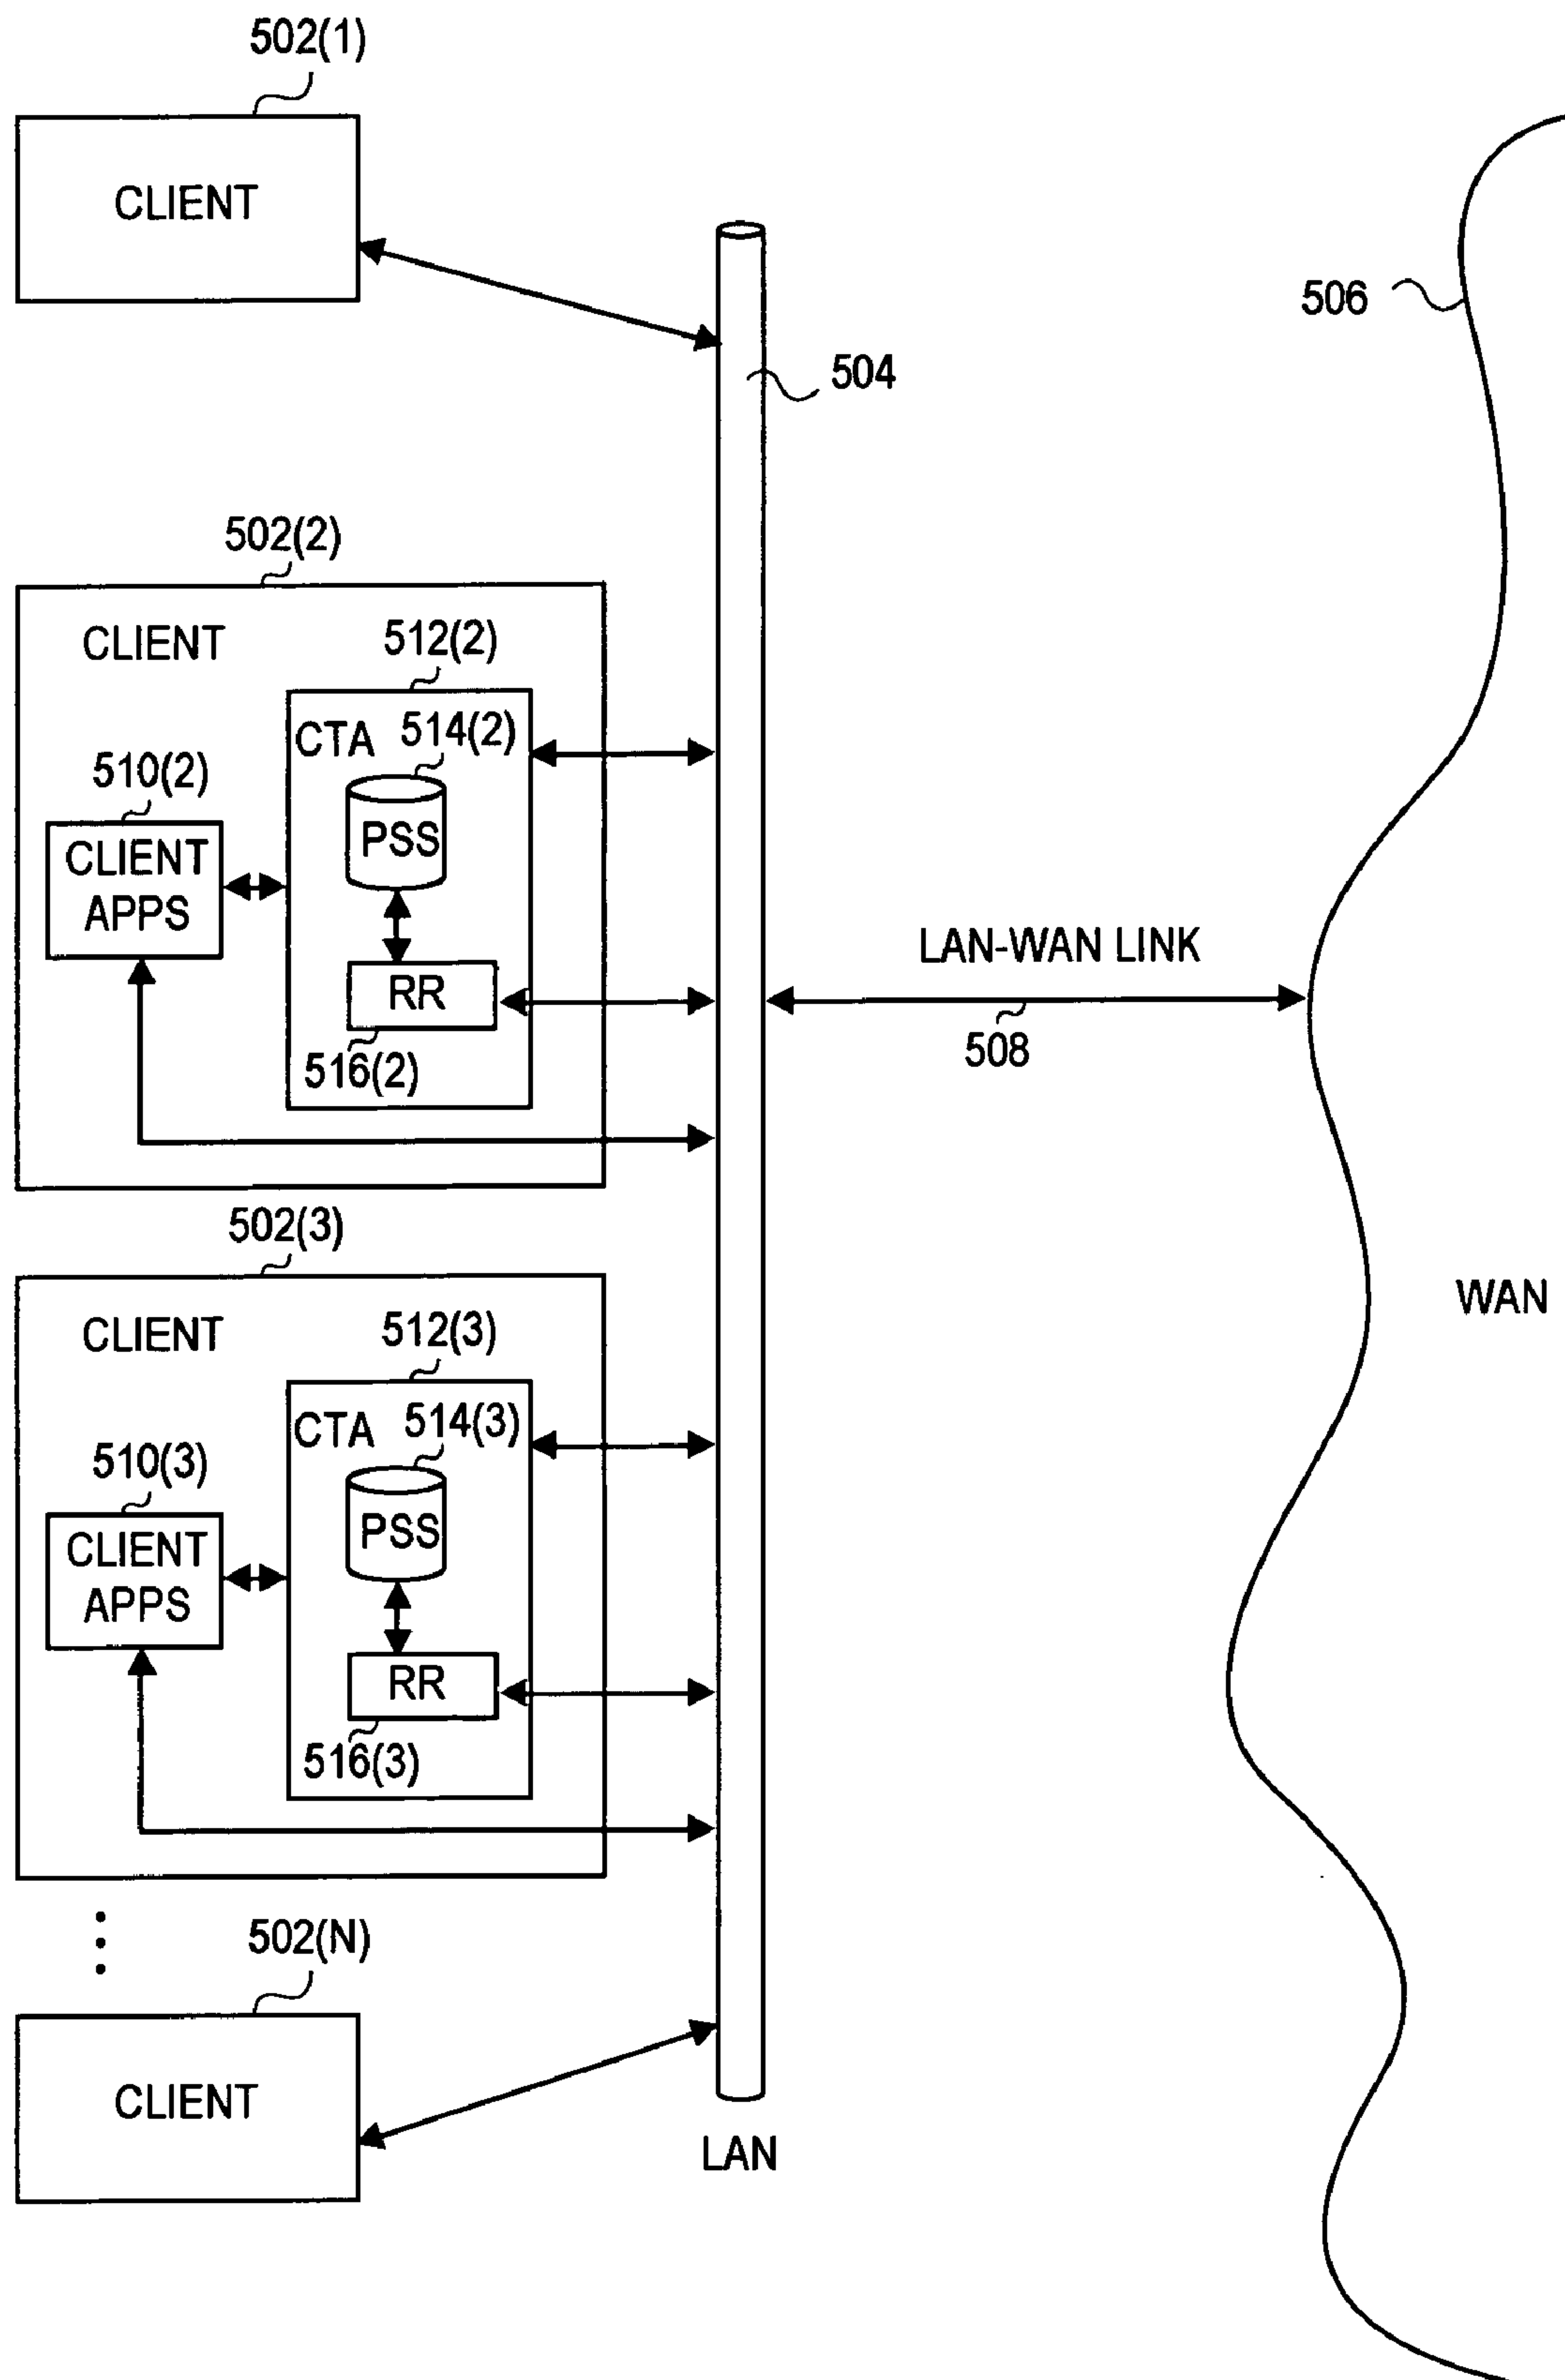 502(1)
CLIENT
506
504
502(2)
CLIENT
512(2)
CTA
514(2)
510(2)
PSS
CLIENT
APPS
LAN-WAN LINK
RR
508
516(2)
502(3)
WAN
CLIENT
512(3)
CTA
514(3)
510(3)
PSS
CLIENT
APPS
RR
516(3)
502(N)
CLIENT
LAN